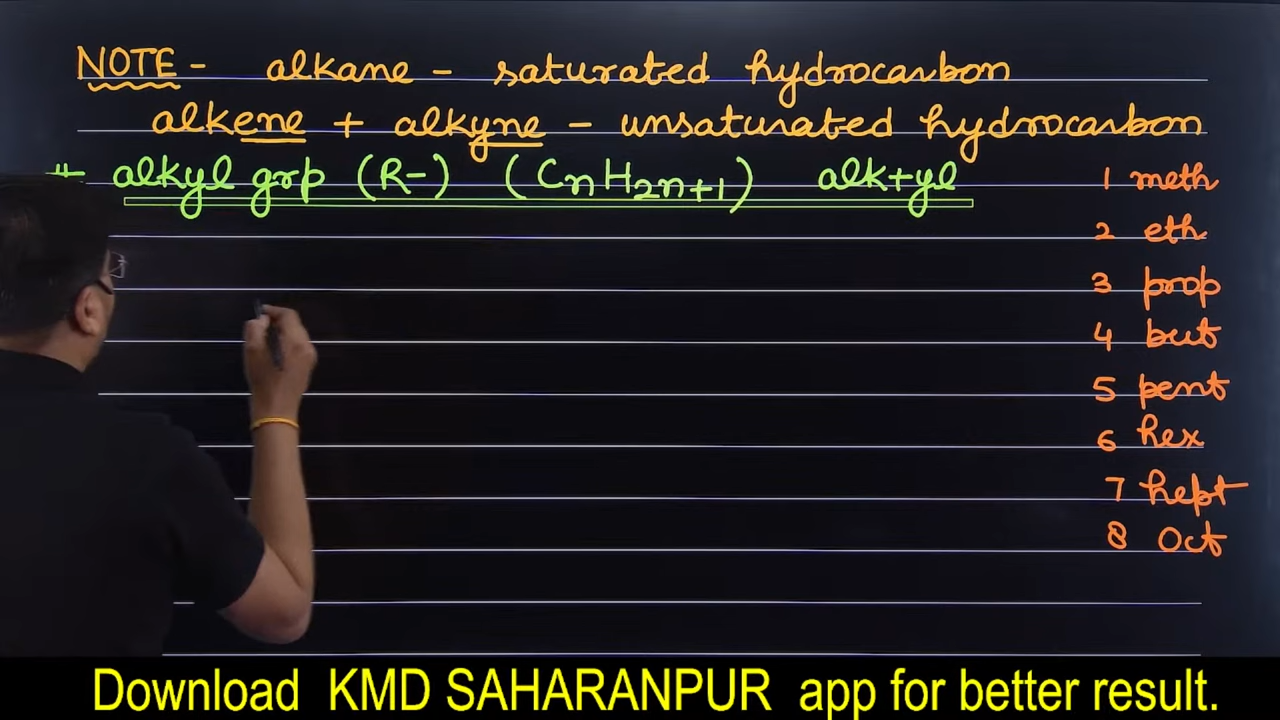 NOTE - alkane - saturated hydrocarbon
alkene + alkyne - unsaturated hydrocarbon
# alkyl grp (R-) (CnH2n+1) alk+yl
1 meth
2 eth
3 prop
4 but
5 pent
6 hex
7 hept
8 Oct
Download KMD SAHARANPUR app for better result.